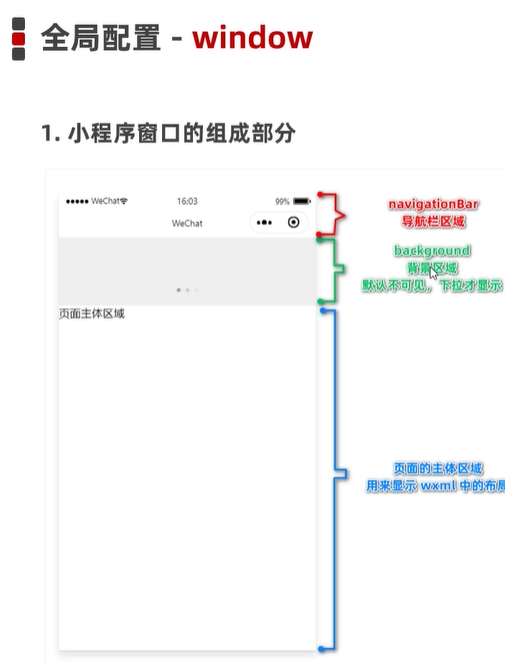 全局配置 - window
1. 小程序窗口的组成部分
WeChat
16:03
99%
WeChat
navigationBar
导航栏区域
background
背景区域
默认不可见，下拉才显示
页面主体区域
页面的主体区域
用来显示 wxml 中的布局